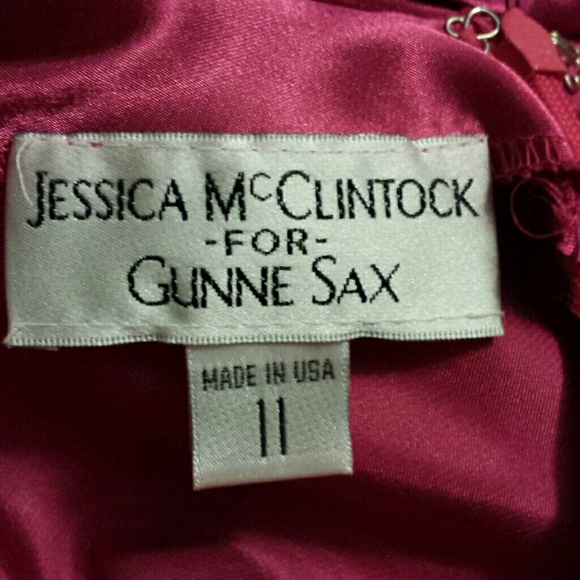 JESSICA McCLINTOCK
-FOR-
GUNNE SAX
MADE IN USA
11